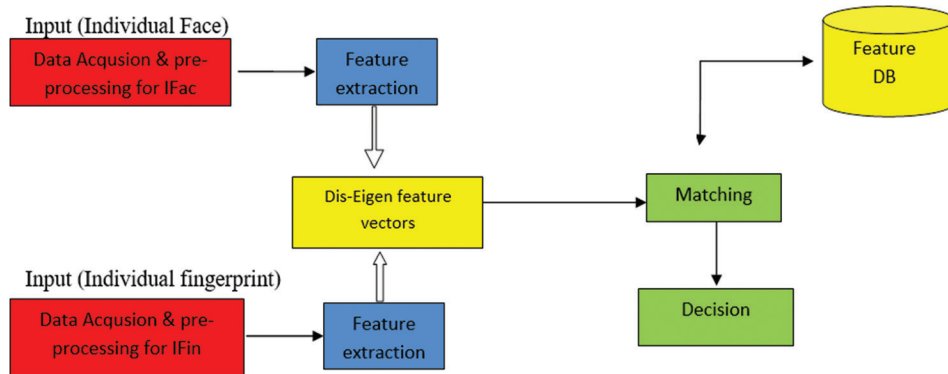 Input (Individual Face)
Data Acqusion & pre-
processing for IFac
Feature
extraction
Feature
DB
Dis-Eigen feature
vectors
Matching
Input (Individual fingerprint)
Data Acqusion & pre-
processing for IFin
Feature
extraction
Decision